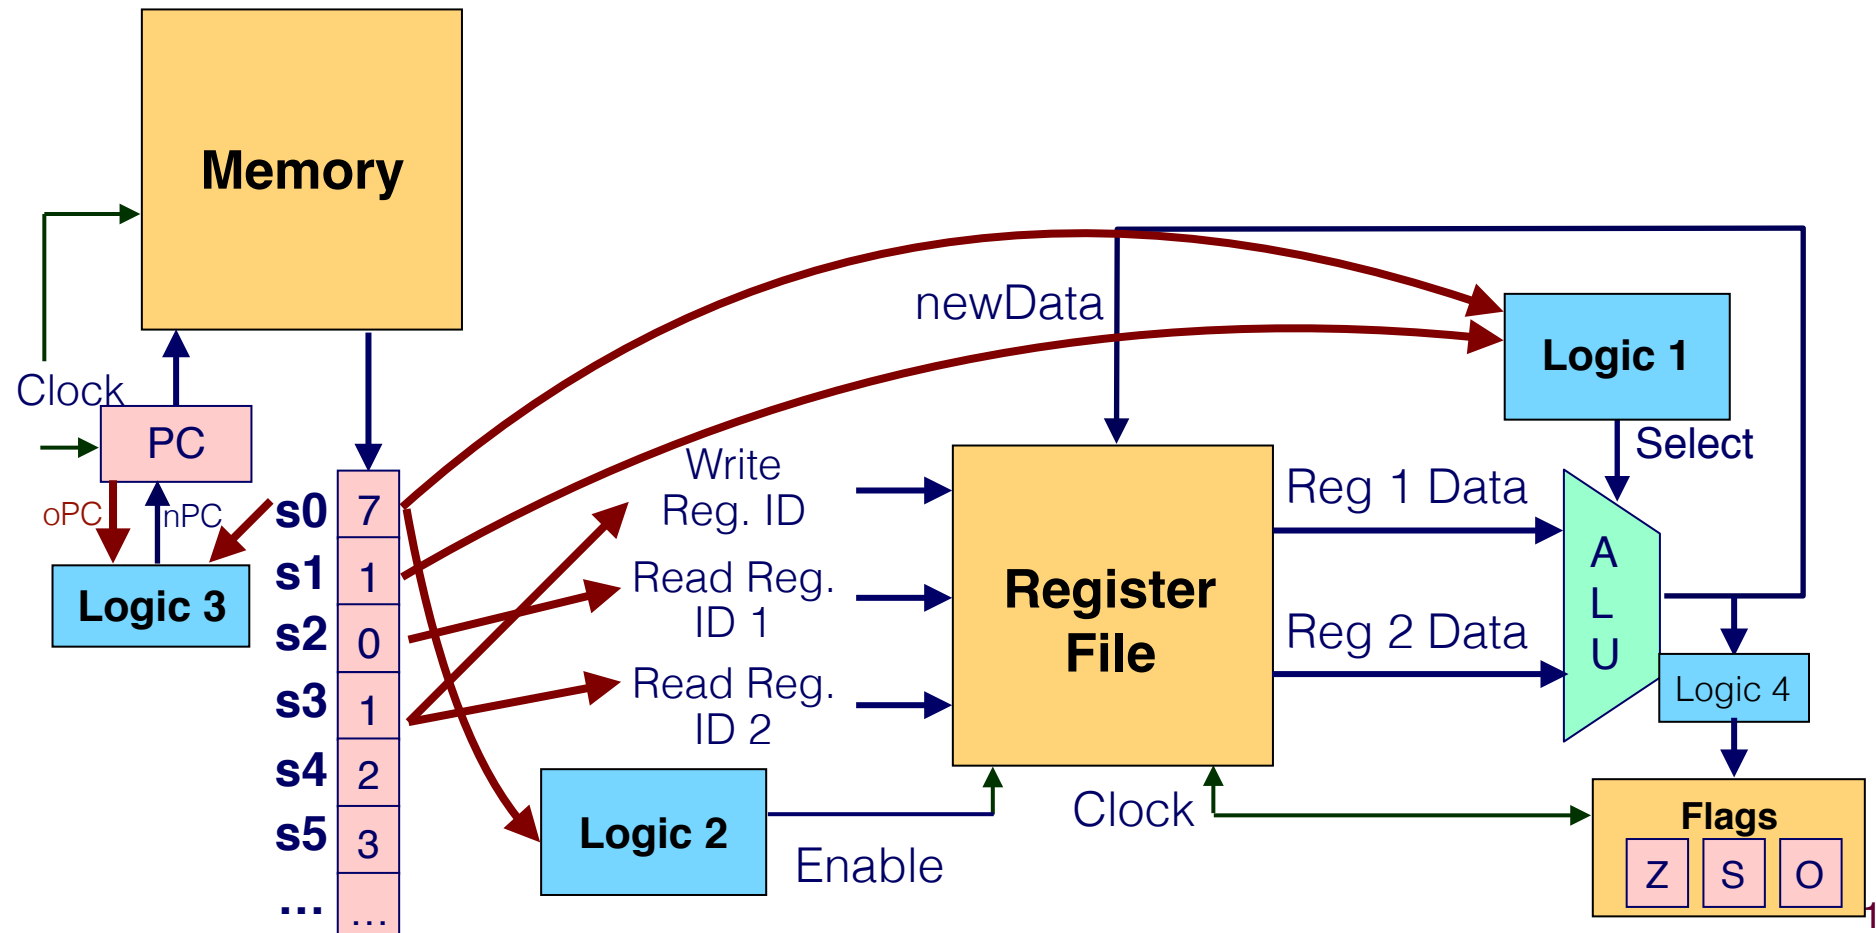 Memory
Clock
PC
oPC
nPC
Logic 3
s0 7
s1 1
s2 0
s3 1
s4 2
s5 3
... ...
Write
Reg. ID
Read Reg.
ID 1
Read Reg.
ID 2
Logic 2
Enable
newData
Register
File
Clock
Reg 1 Data
Reg 2 Data
Logic 1
Select
A
L
U
Logic 4
Flags
Z S O
1